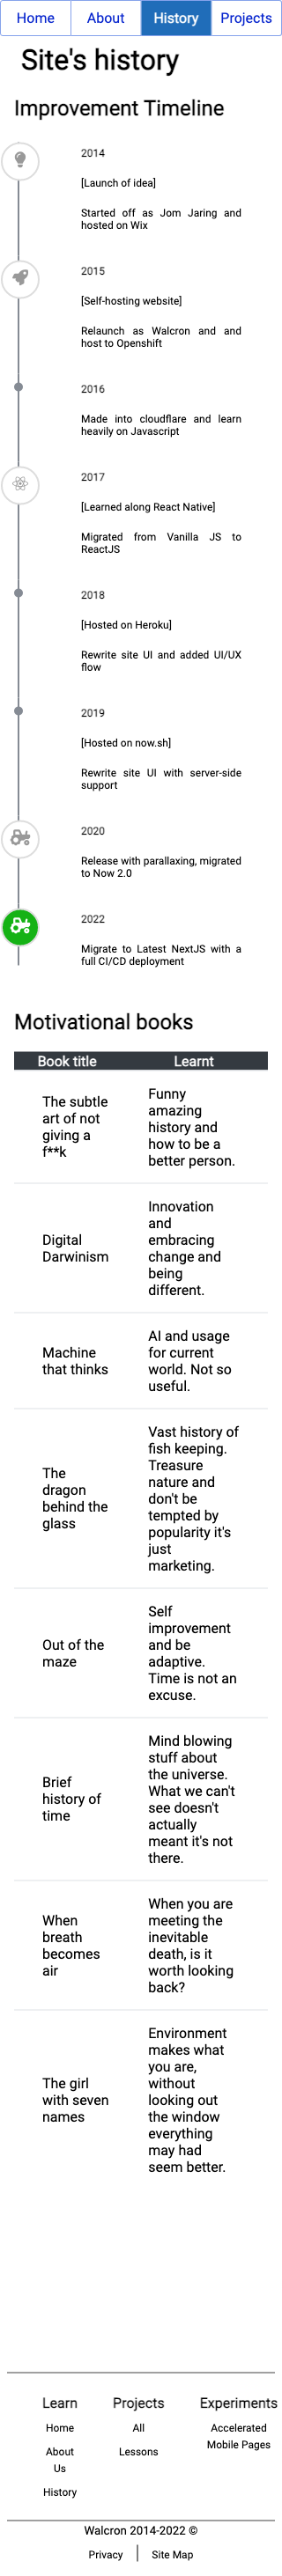 Home About History Projects
Site's history
Improvement Timeline
2014
[Launch of idea]
Started off as Jom Jaring and
hosted on Wix
2015
[Self-hosting website]
Relaunch as Walcron and and
host to Openshift
2016
Made into cloudflare and learn
heavily on Javascript
2017
[Learned along React Native]
Migrated from Vanilla JS to
ReactJS
2018
[Hosted on Heroku]
Rewrite site UI and added UI/UX
flow
2019
[Hosted on now.sh]
Rewrite site UI with server-side
support
2020
Release with parallaxing, migrated
to Now 2.0
2022
Migrate to Latest NextJS with a
full CI/CD deployment
Motivational books
Book title Learnt
The subtle
art of not
giving a
f**k
Funny
amazing
history and
how to be a
better person.
Digital
Darwinism
Innovation
and
embracing
change and
being
different.
Machine
that thinks
AI and usage
for current
world. Not so
useful.
The
dragon
behind the
glass
Vast history of
fish keeping.
Treasure
nature and
don't be
tempted by
popularity it's
just
marketing.
Out of the
maze
Self
improvement
and be
adaptive.
Time is not an
excuse.
Brief
history of
time
Mind blowing
stuff about
the universe.
What we can't
see doesn't
actually
meant it's not
there.
When
breath
becomes
air
When you are
meeting the
inevitable
death, is it
worth looking
back?
The girl
with seven
names
Environment
makes what
you are,
without
looking out
the window
everything
may had
seem better.
Learn
Home
About
Us
History
Projects
All
Lessons
Experiments
Accelerated
Mobile Pages
Walcron 2014-2022 ©
Privacy | Site Map